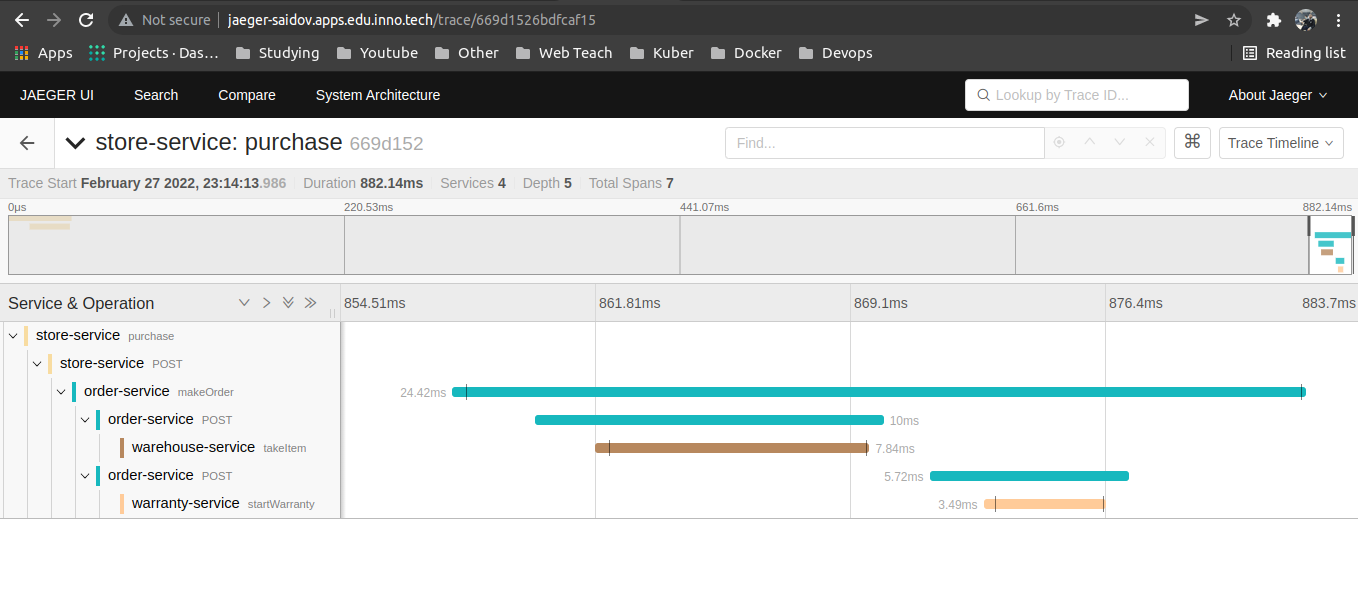 Not secure jaeger-saidov.apps.edu.inno.tech/trace/669d1526bdfcaf15
Apps Projects · Das… Studying Youtube Other Web Teach Kuber Docker Devops Reading list
JAEGER UI Search Compare System Architecture Lookup by Trace ID... About Jaeger
store-service: purchase 669d152 Find... ⌘ Trace Timeline
Trace Start February 27 2022, 23:14:13.986 Duration 882.14ms Services 4 Depth 5 Total Spans 7
0μs 220.53ms 441.07ms 661.6ms 882.14ms
Service & Operation 854.51ms 861.81ms 869.1ms 876.4ms 883.7ms
store-service purchase
store-service POST
order-service makeOrder 24.42ms
order-service POST 10ms
warehouse-service takeItem 7.84ms
order-service POST 5.72ms
warranty-service startWarranty 3.49ms